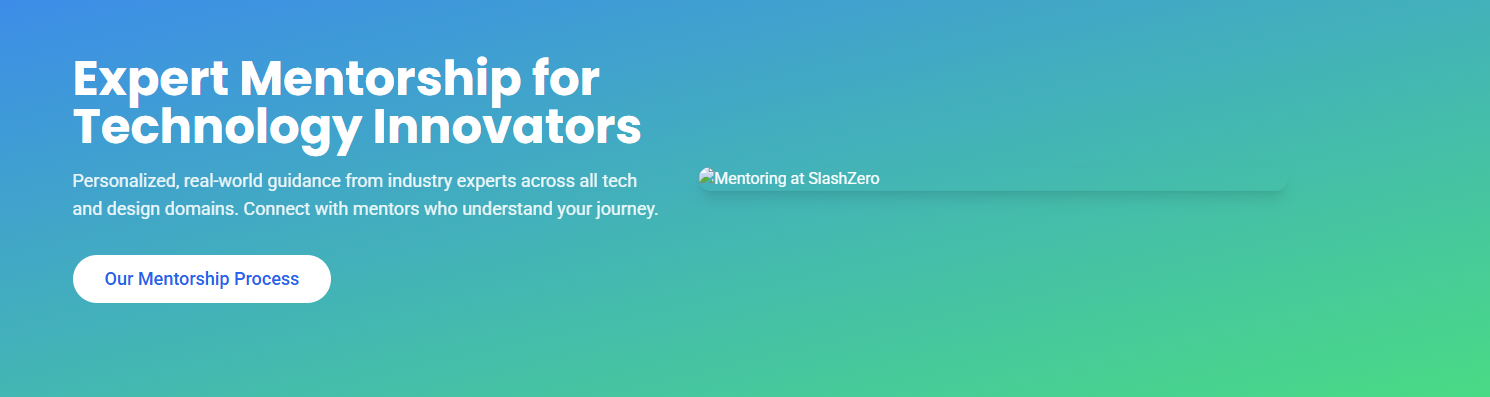 Expert Mentorship for
Technology Innovators
Personalized, real-world guidance from industry experts across all tech
and design domains. Connect with mentors who understand your journey.
Mentoring at SlashZero
Our Mentorship Process